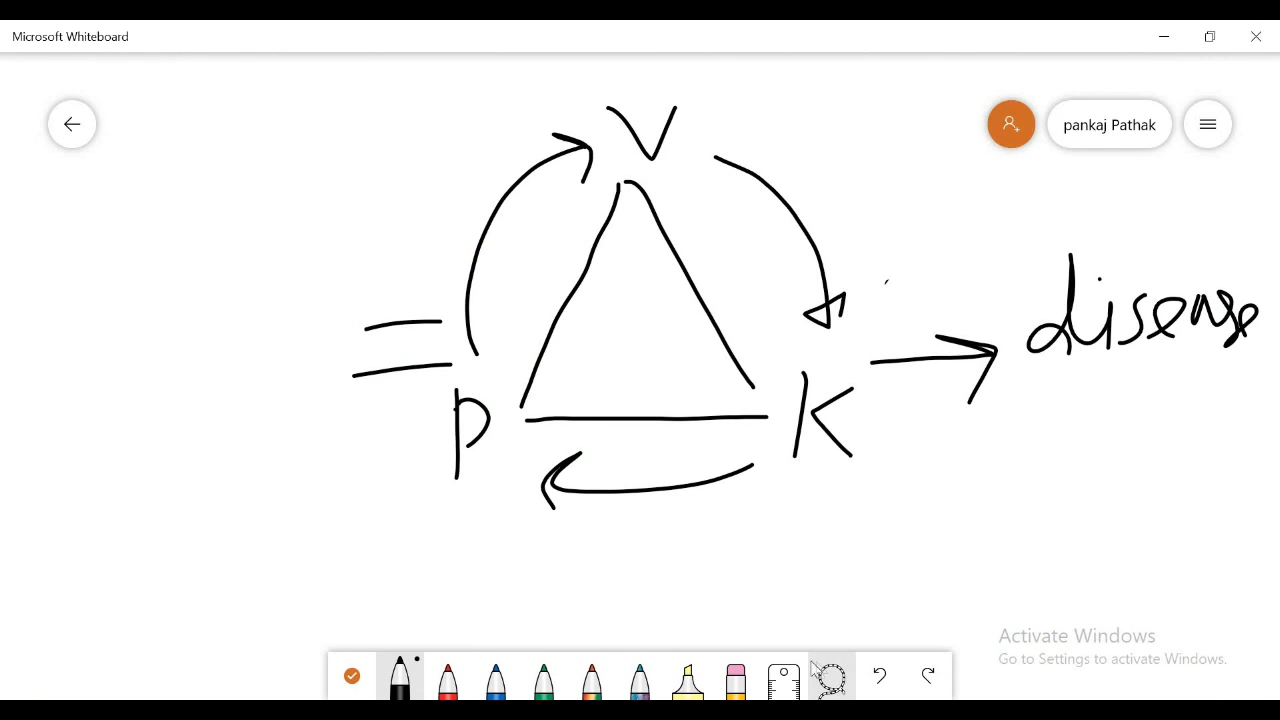 Microsoft Whiteboard
pankaj Pathak
V
=
P
K
→ disease
Activate Windows
Go to Settings to activate Windows.